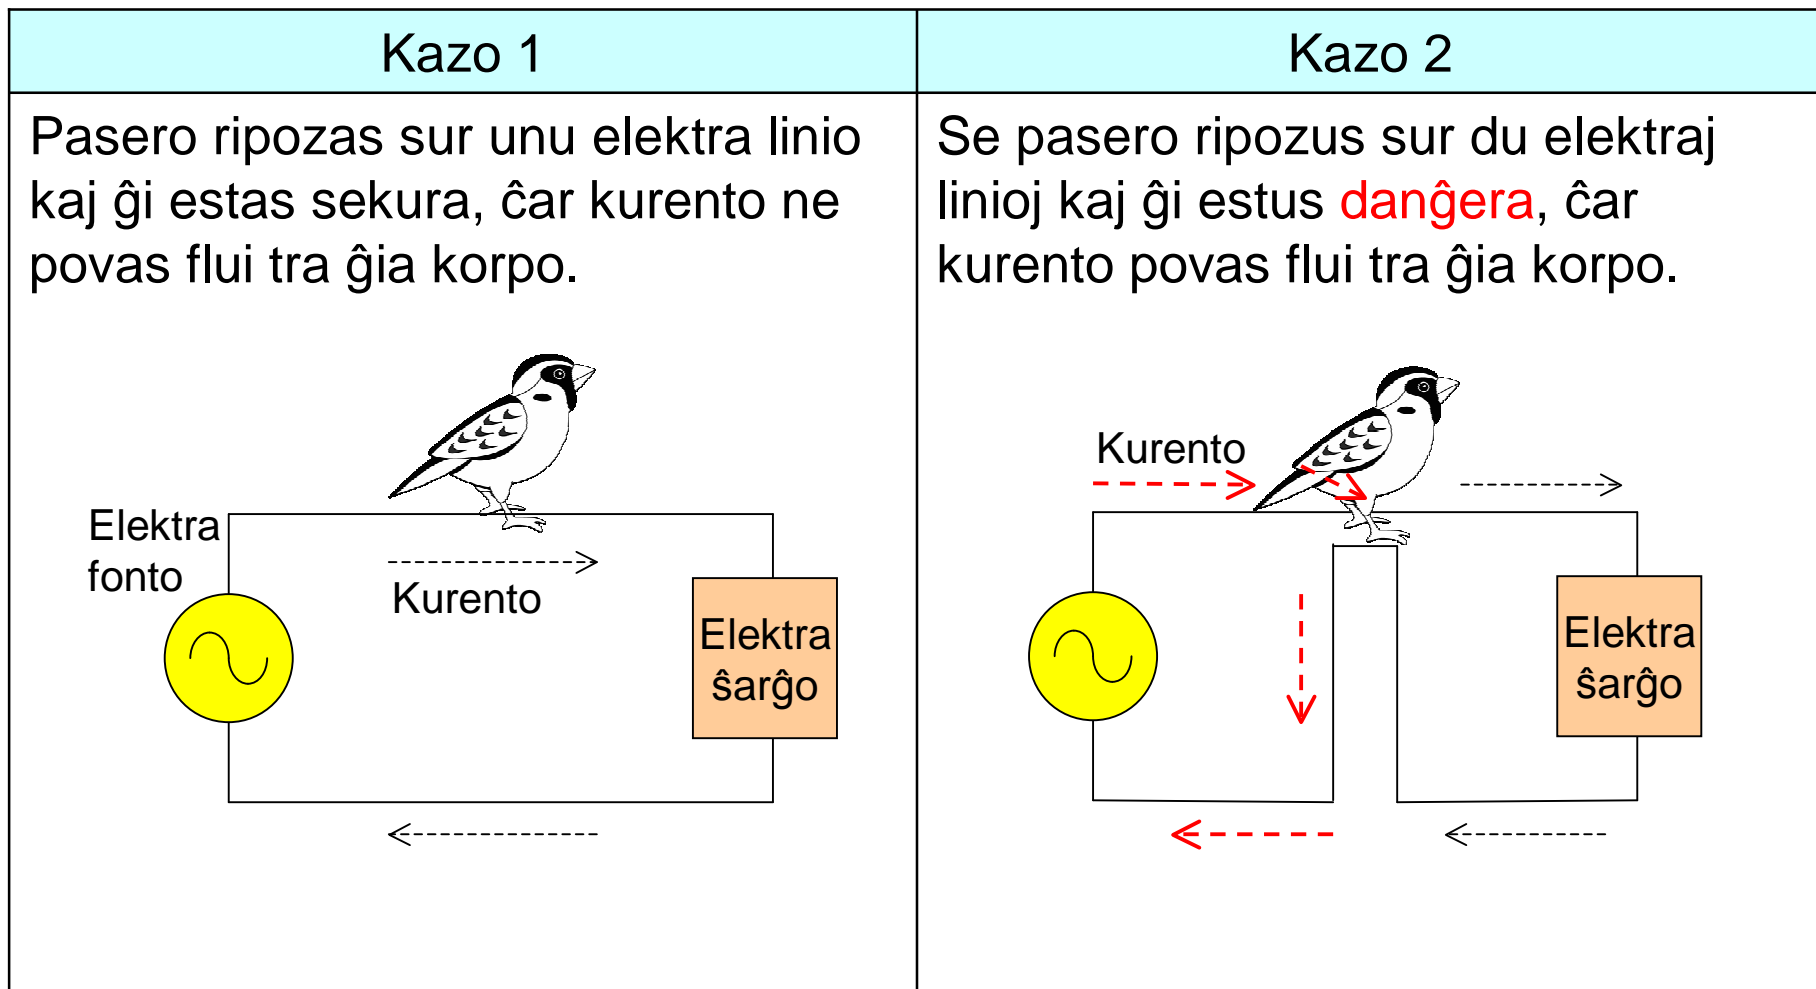 Kazo 1
Pasero ripozas sur unu elektra linio
kaj ĝi estas sekura, ĉar kurento ne
povas flui tra ĝia korpo.
Elektra
fonto
Kurento
Elektra
ŝarĝo
Kazo 2
Se pasero ripozus sur du elektraj
linioj kaj ĝi estus danĝera, ĉar
kurento povas flui tra ĝia korpo.
Kurento
Elektra
ŝarĝo